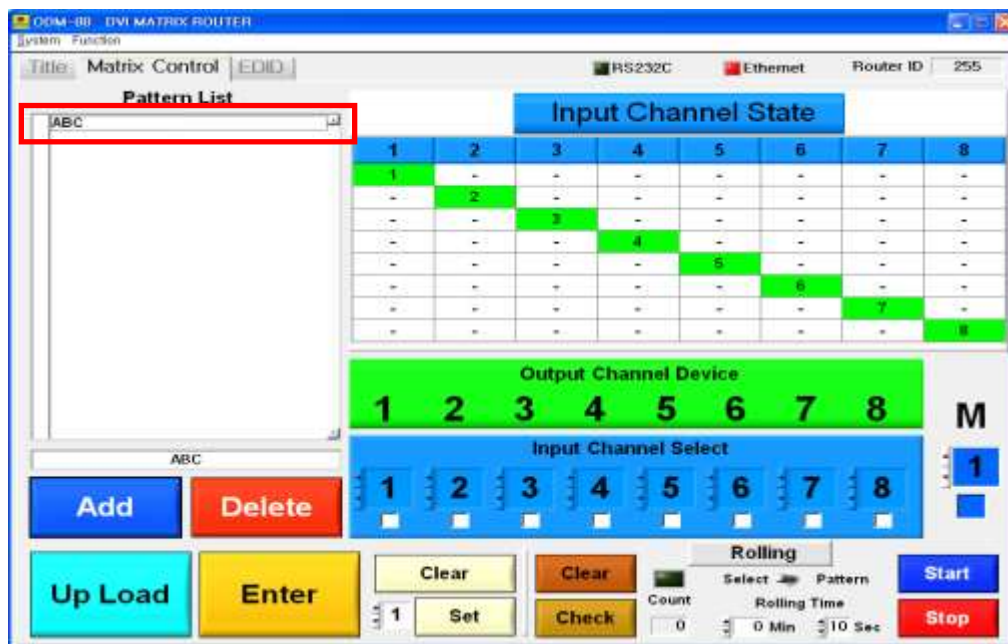 ODM-88 DVI MATRIX ROUTER
System Function
Title Matrix Control EDID RS232C Ethernet Router ID 255
Pattern List
ABC
Input Channel State
1 2 3 4 5 6 7 8
1 - - - - - - -
- 2 - - - - - -
- - 3 - - - - -
- - - 4 - - - -
- - - - 5 - - -
- - - - - 6 - -
- - - - - - 7 -
- - - - - - - 8
Output Channel Device
1 2 3 4 5 6 7 8
M
ABC
Input Channel Select
1 2 3 4 5 6 7 8
1
Add Delete
Up Load Enter
Clear
1 Set
Clear
Check
Rolling
Select Pattern
Count
0
Rolling Time
0 Min 10 Sec
Start
Stop